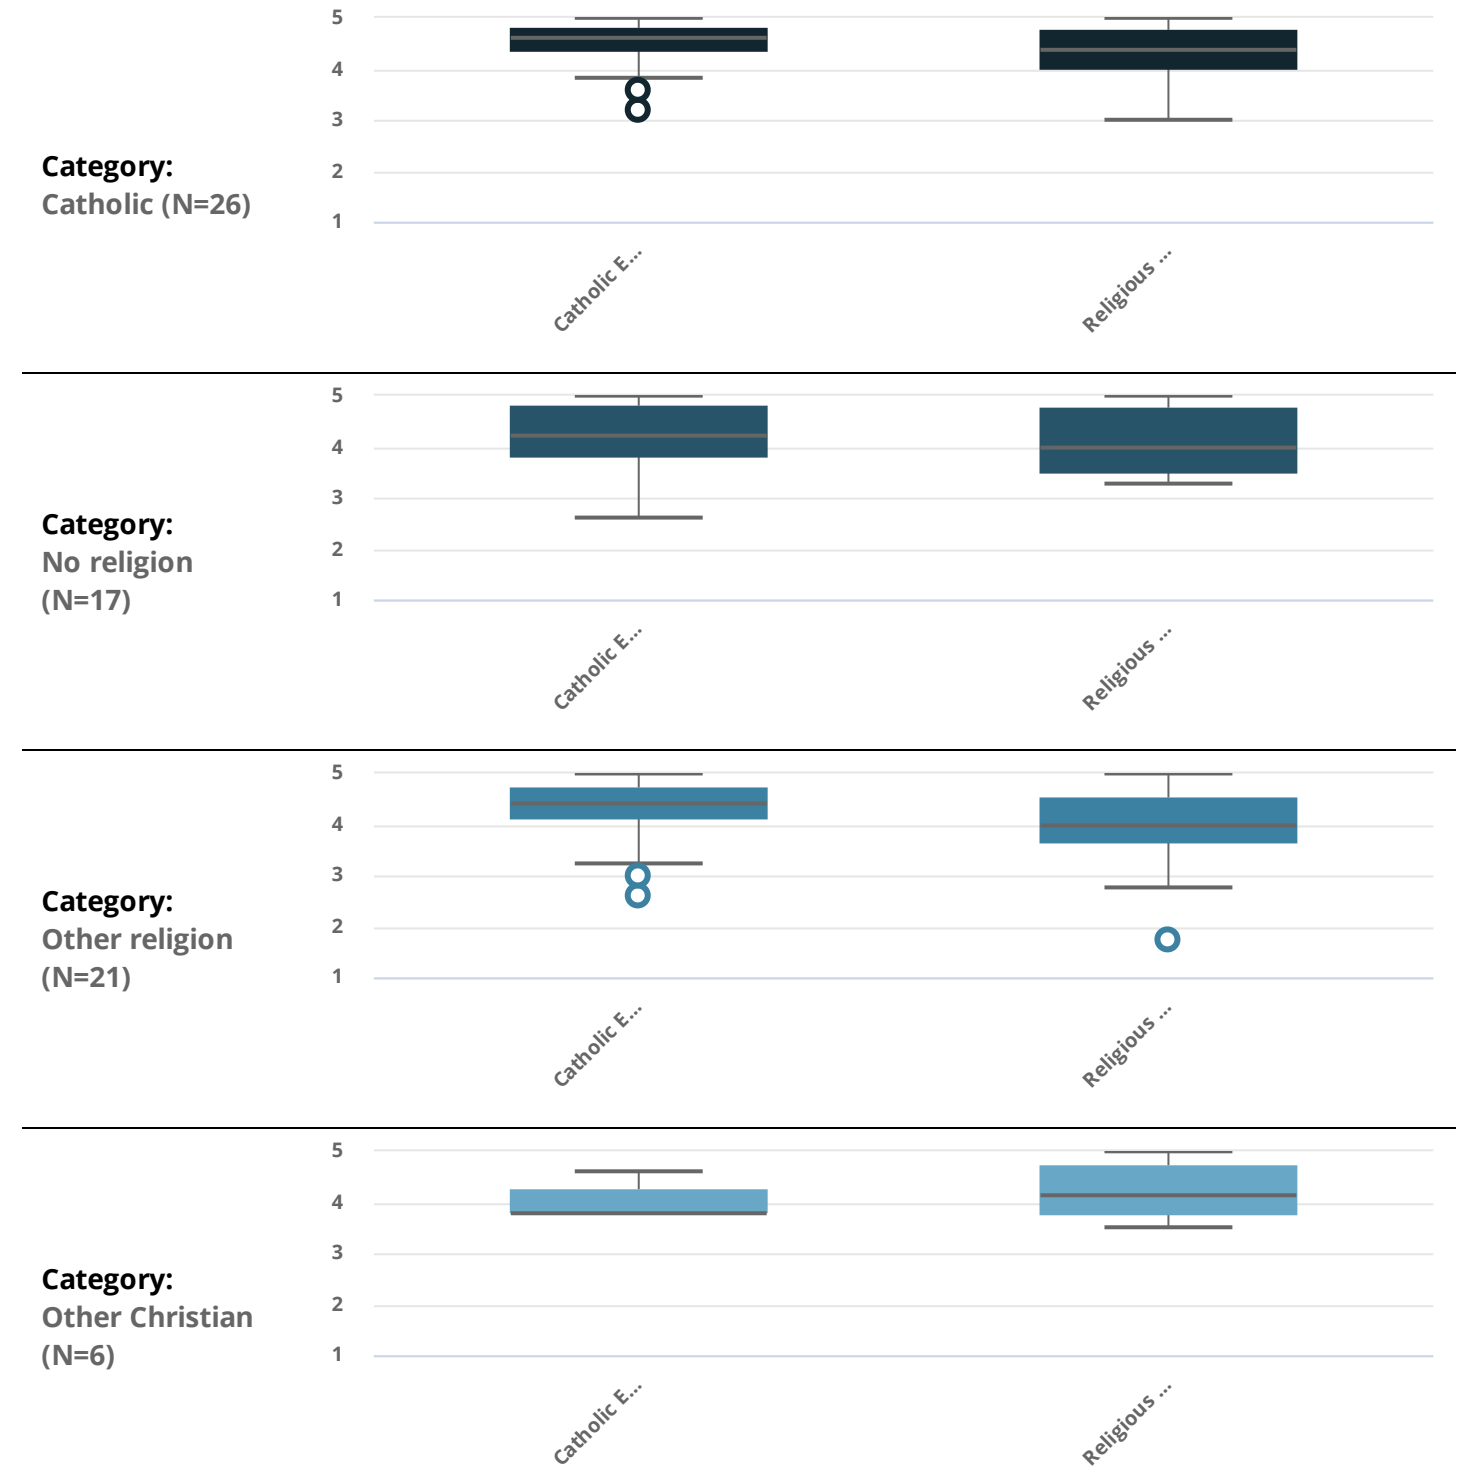 5
4
3
2
1
Category:
Catholic (N=26)
Catholic E...
Religious ...
5
4
3
2
1
Category:
No religion
(N=17)
Catholic E...
Religious ...
5
4
3
2
1
Category:
Other religion
(N=21)
Catholic E...
Religious ...
5
4
3
2
1
Category:
Other Christian
(N=6)
Catholic E...
Religious ...